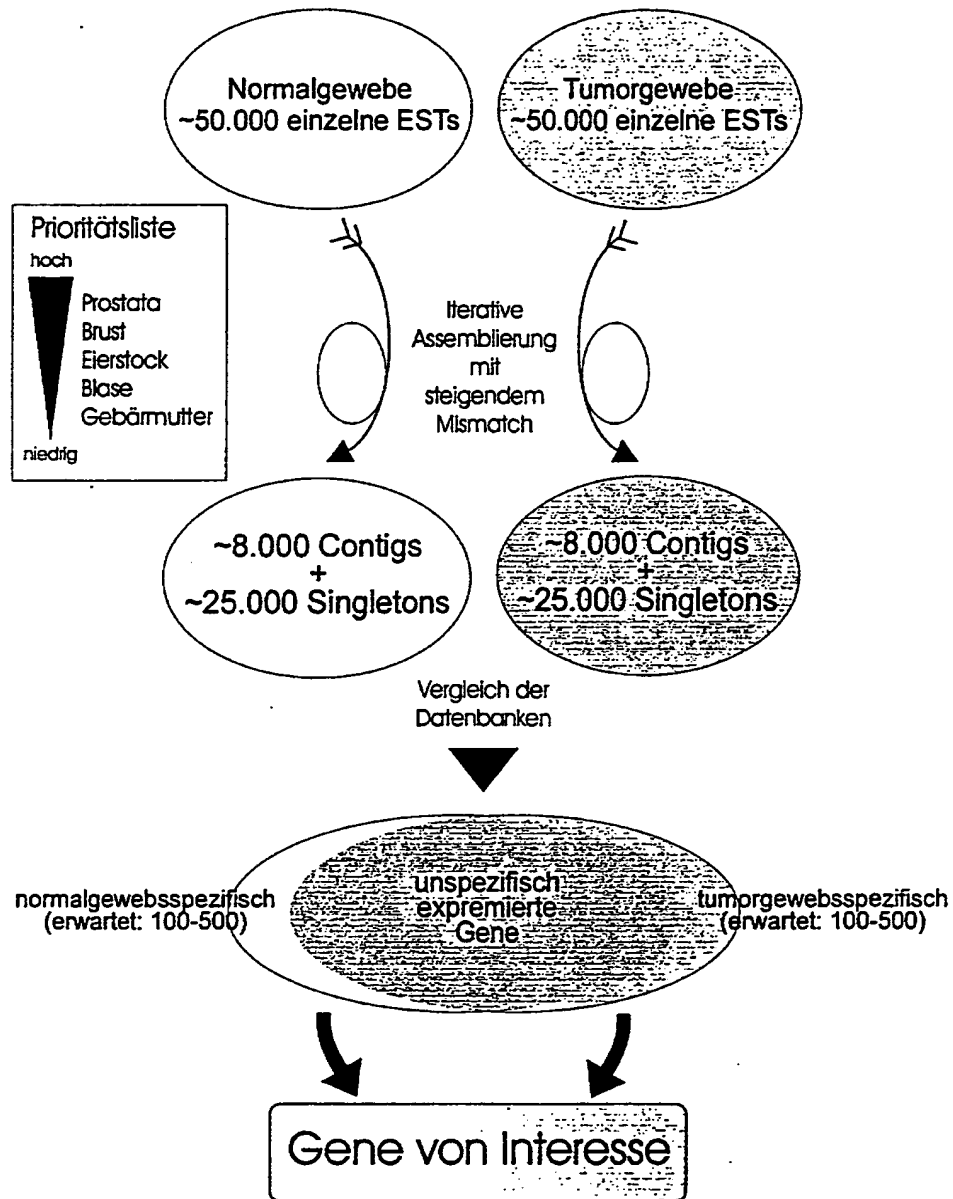 Normalgewebe
~50.000 einzelne ESTs
Tumorgewebe
~50.000 einzelne ESTs
Prioritätsliste
hoch
Prostata
Brust
Eierstock
Blase
Gebärmutter
niedrig
Iterative
Assemblierung
mit
steigendem
Mismatch
~8.000 Contigs
+
~25.000 Singletons
~8.000 Contigs
+
~25.000 Singletons
Vergleich der
Datenbanken
normalgewebsspezifisch
(erwartet: 100-500)
unspezifisch
expremierte
Gene
tumorgewebsspezifisch
(erwartet: 100-500)
Gene von Interesse